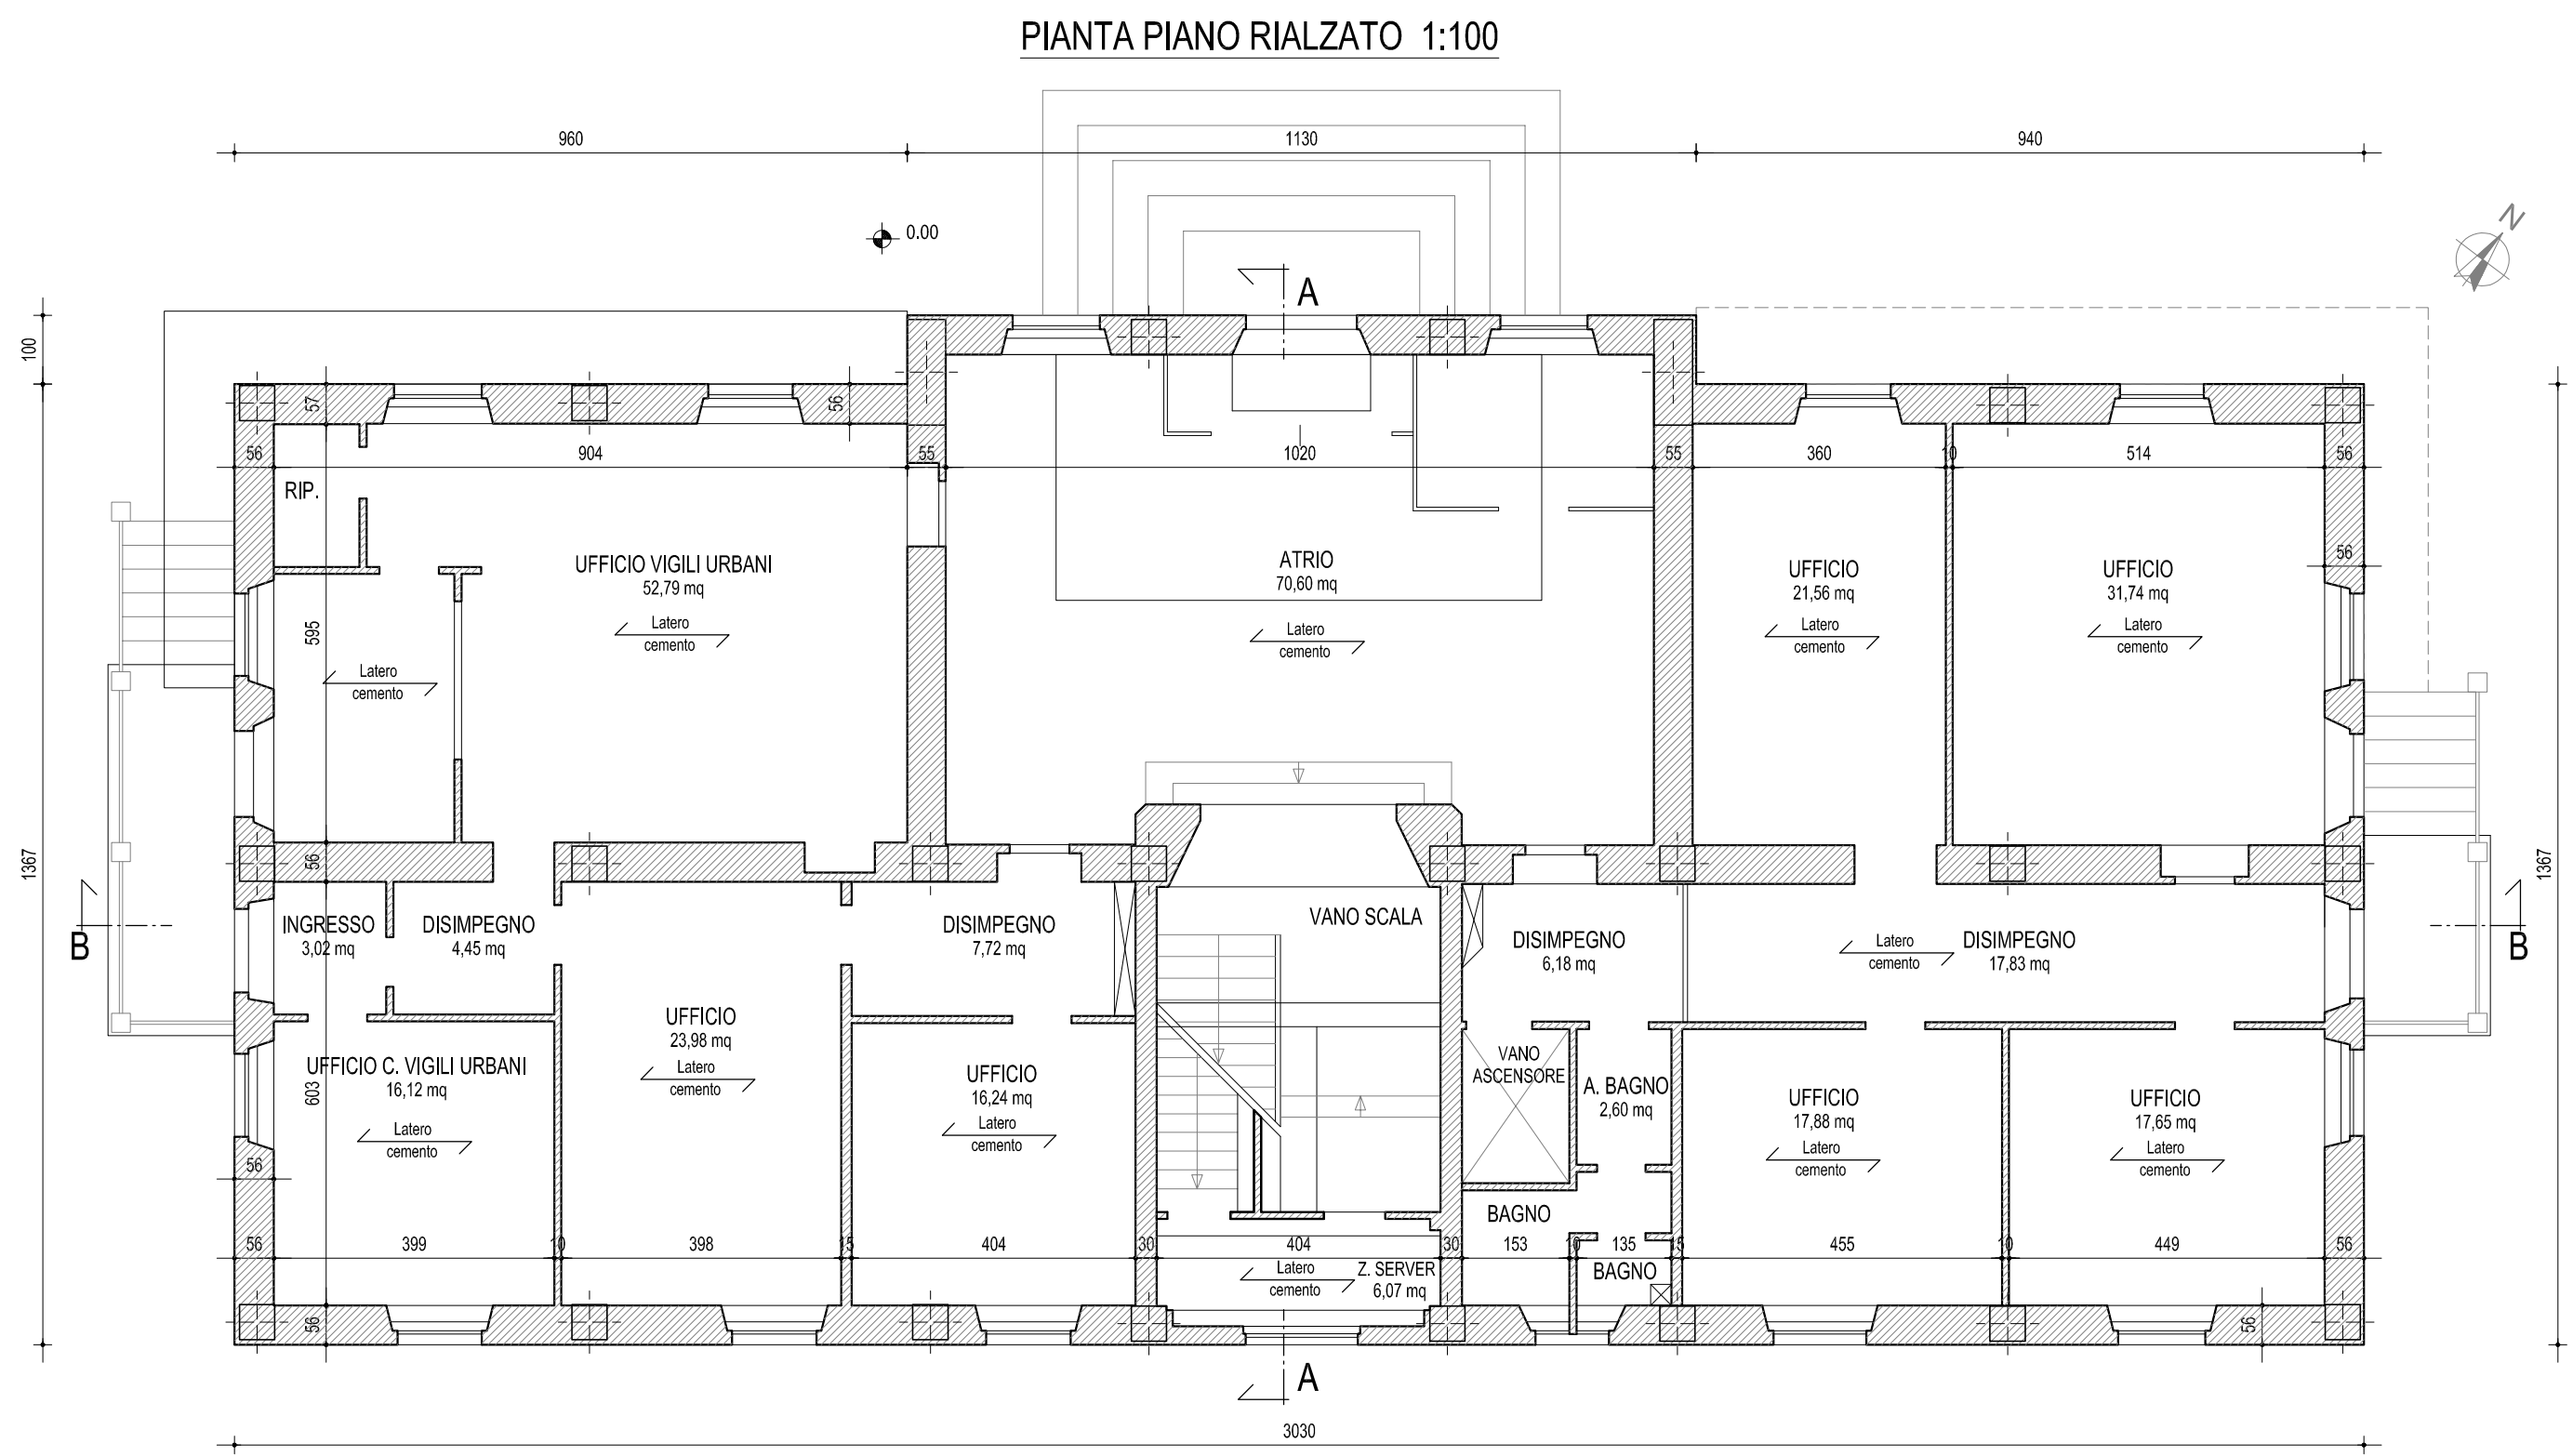 PIANTA PIANO RIALZATO 1:100
960
1130
940
N
0.00
A
100
57
56
56
904
55
1020
55
360
10
514
56
RIP.
UFFICIO VIGILI URBANI
52,79 mq
ATRIO
70,60 mq
UFFICIO
21,56 mq
UFFICIO
31,74 mq
56
595
Latero
cemento
Latero
cemento
Latero
cemento
Latero
cemento
Latero
cemento
1367
56
1367
B
INGRESSO
3,02 mq
DISIMPEGNO
4,45 mq
DISIMPEGNO
7,72 mq
VANO SCALA
DISIMPEGNO
6,18 mq
Latero
cemento
DISIMPEGNO
17,83 mq
B
UFFICIO C. VIGILI URBANI
16,12 mq
603
Latero
cemento
UFFICIO
23,98 mq
Latero
cemento
UFFICIO
16,24 mq
Latero
cemento
VANO
ASCENSORE
A. BAGNO
2,60 mq
UFFICIO
17,88 mq
Latero
cemento
UFFICIO
17,65 mq
Latero
cemento
56
BAGNO
56
399
10
398
15
404
30
404
30
153
10
135
15
455
10
449
56
Latero
cemento
Z. SERVER
6,07 mq
BAGNO
56
56
A
3030